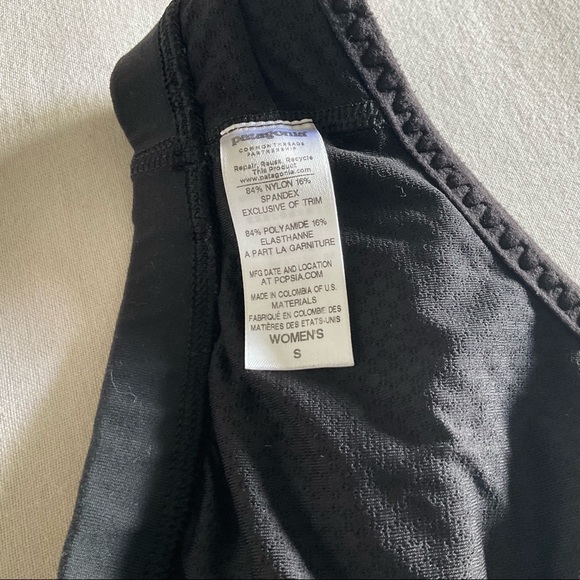 patagonia
COMMON THREADS
PARTNERSHIP
Repair, Reuse, Recycle
This Product
www.patagonia.com
84% NYLON 16%
SPANDEX
EXCLUSIVE OF TRIM
84% POLYAMIDE 16%
ELASTHANNE
A PART LA GARNITURE
MFG DATE AND LOCATION
AT PCPSIA.COM
MADE IN COLOMBIA OF U.S.
MATERIALS
FABRIQUÉ EN COLOMBIE DES
MATIÈRES DES ETATS-UNIS
WOMEN'S
S